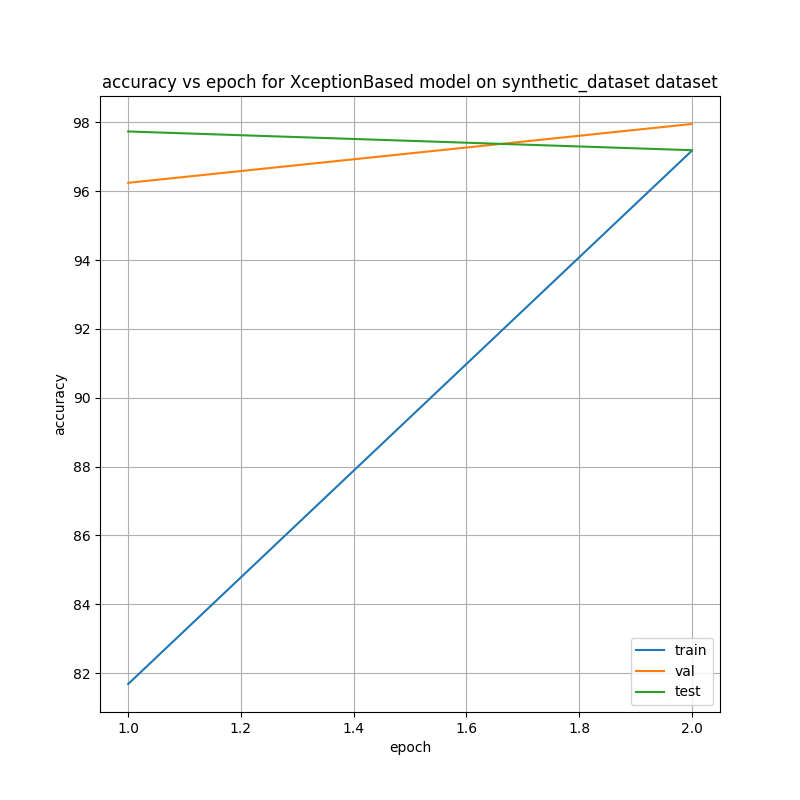 accuracy vs epoch for XceptionBased model on synthetic_dataset dataset
98
96
94
92
90
88
86
84
82
accuracy
1.0 1.2 1.4 1.6 1.8 2.0
epoch
train
val
test